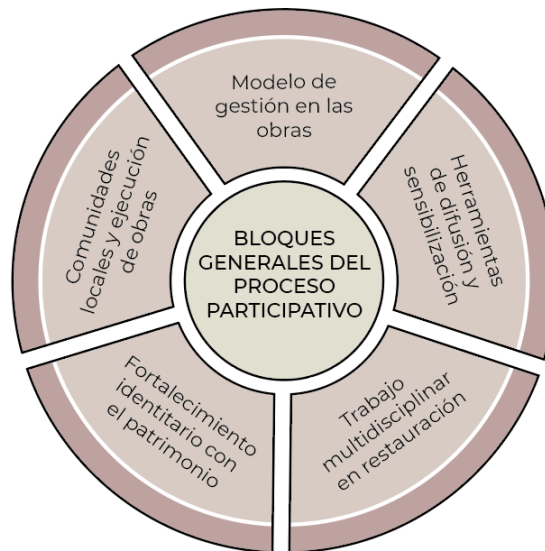 Modelo de
gestión en las
obras
Herramientas
de difusión y
sensibilización
Trabajo
multidisciplinar
en restauración
Fortalecimiento
identitario con
el patrimonio
Comunidades
locales y ejecución
de obras
BLOQUES
GENERALES DEL
PROCESO
PARTICIPATIVO